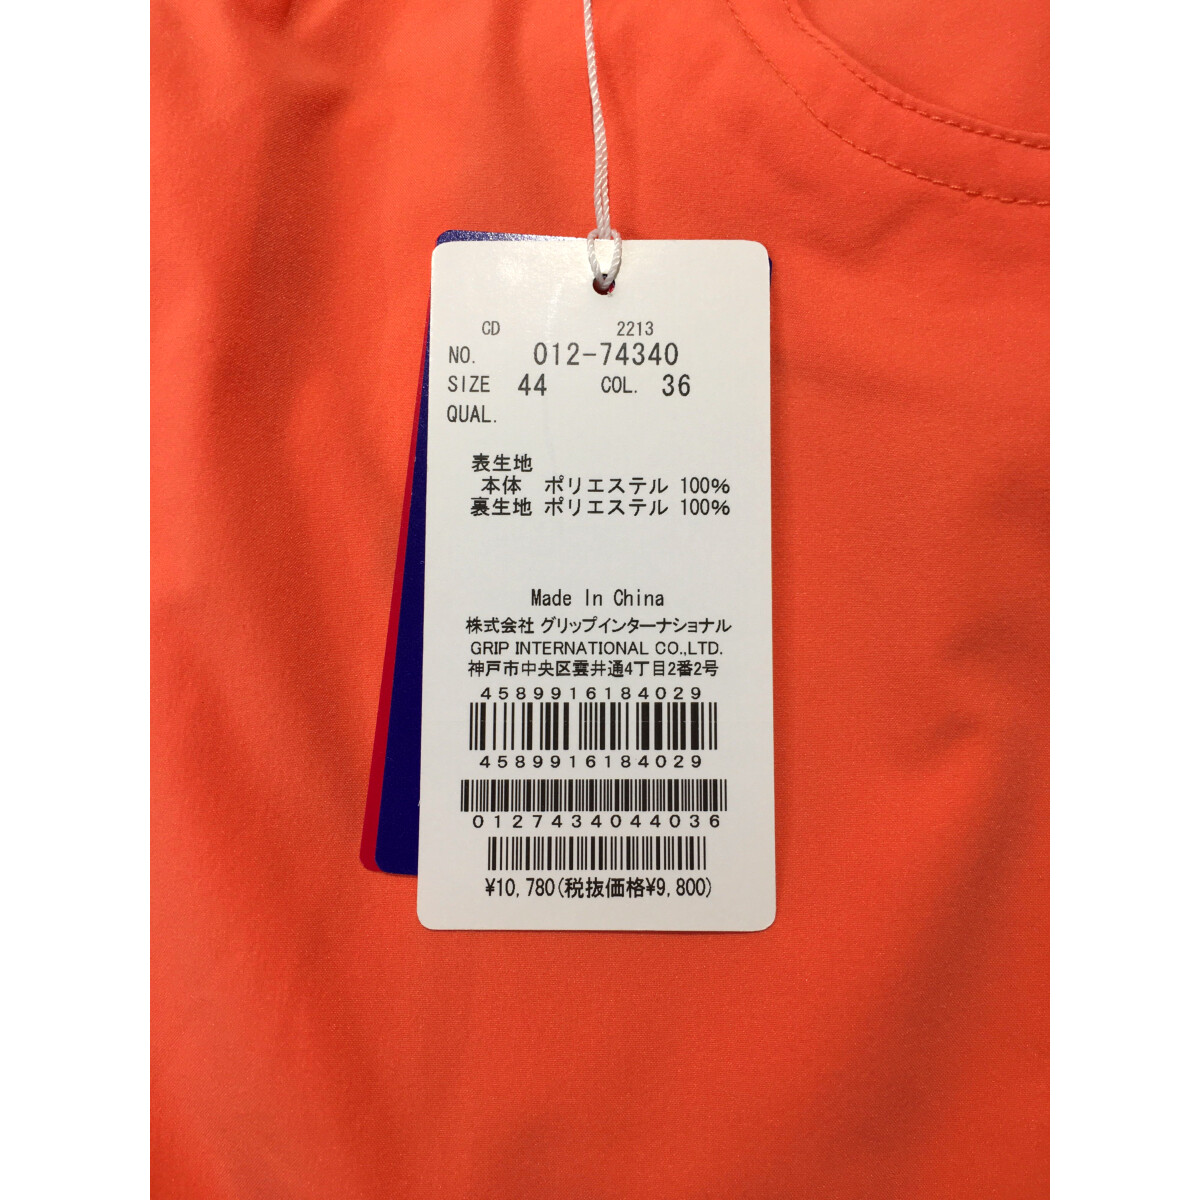 CD 2213
NO. 012-74340
SIZE 44 COL. 36
QUAL.
表生地
本体 ポリエステル 100%
裏生地 ポリエステル 100%
Made In China
株式会社 グリップインターナショナル
GRIP INTERNATIONAL CO.,LTD.
神戸市中央区雲井通4丁目2番2号
4589916184029
4589916184029
0127434044036
¥10,780(税抜価格¥9,800)